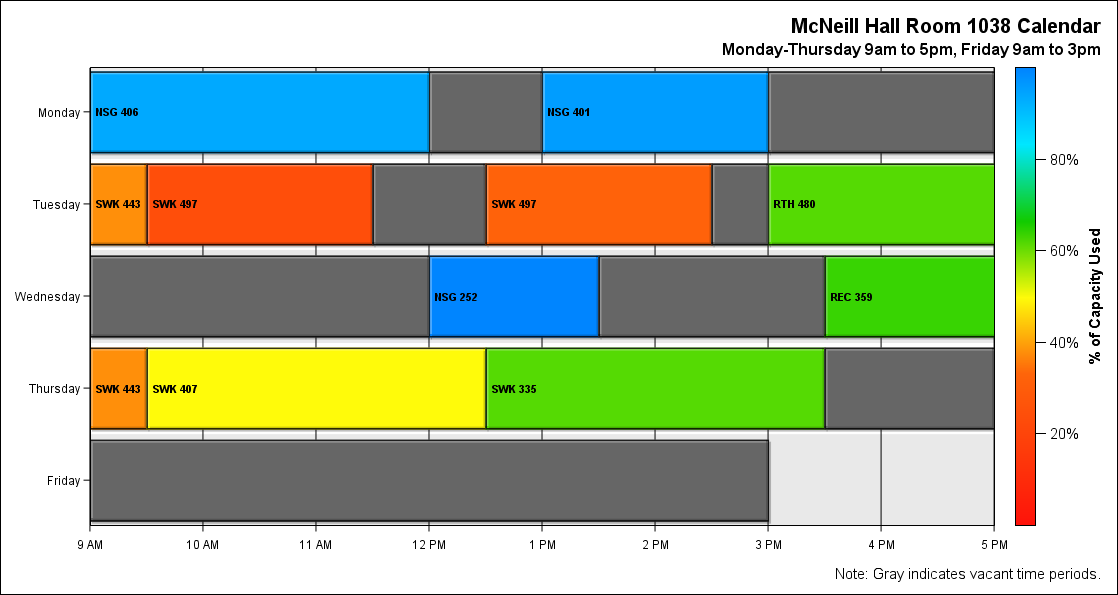 McNeill Hall Room 1038 Calendar
Monday-Thursday 9am to 5pm, Friday 9am to 3pm
Monday
NSG 406
NSG 401
80%
Tuesday
SWK 443
SWK 497
SWK 497
RTH 480
60%
% of Capacity Used
Wednesday
NSG 252
REC 359
40%
Thursday
SWK 443
SWK 407
SWK 335
20%
Friday
9 AM
10 AM
11 AM
12 PM
1 PM
2 PM
3 PM
4 PM
5 PM
Note: Gray indicates vacant time periods.